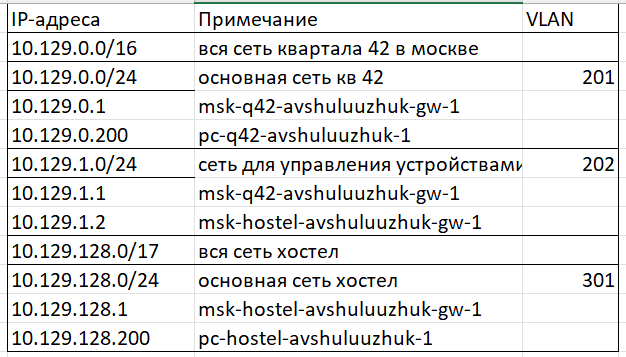 IP-адреса Примечание VLAN
10.129.0.0/16 вся сеть квартала 42 в москве
10.129.0.0/24 основная сеть кв 42 201
10.129.0.1 msk-q42-avshuluuzhuk-gw-1
10.129.0.200 pc-q42-avshuluuzhuk-1
10.129.1.0/24 сеть для управления устройствами 202
10.129.1.1 msk-q42-avshuluuzhuk-gw-1
10.129.1.2 msk-hostel-avshuluuzhuk-gw-1
10.129.128.0/17 вся сеть хостел
10.129.128.0/24 основная сеть хостел 301
10.129.128.1 msk-hostel-avshuluuzhuk-gw-1
10.129.128.200 pc-hostel-avshuluuzhuk-1